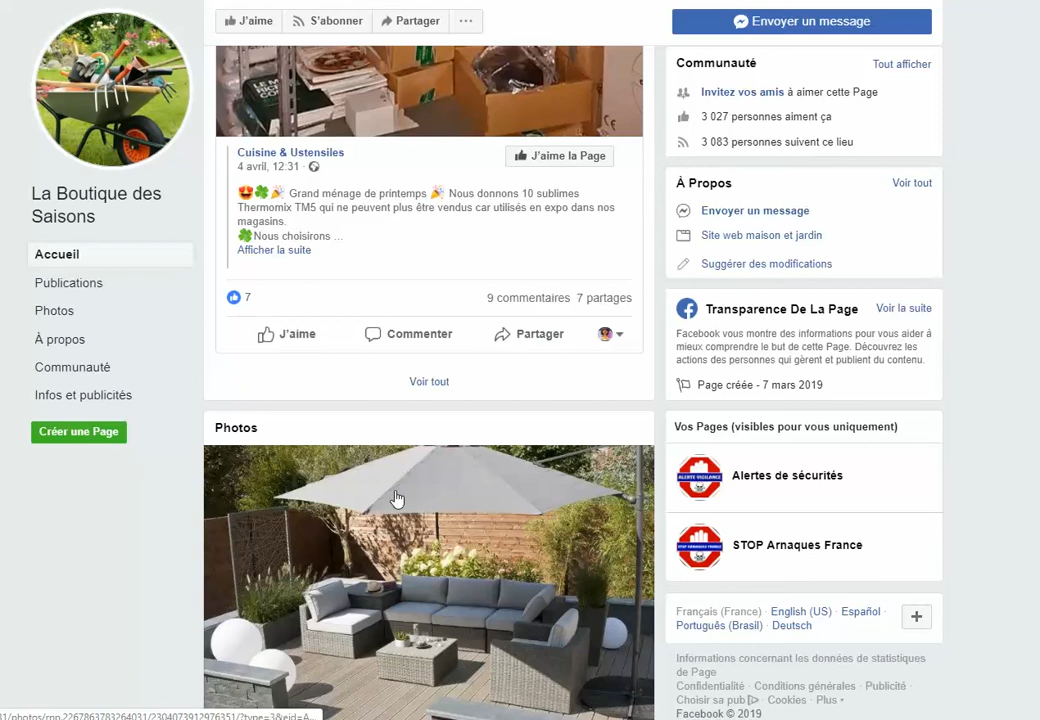 J'aime
S'abonner
Partager
Envoyer un message
La Boutique des
Saisons
Accueil
Publications
Photos
À propos
Communauté
Infos et publicités
Créer une Page
Cuisine & Ustensiles
4 avril, 12:31 ·
J'aime la Page
Grand ménage de printemps 🎉 Nous donnons 10 sublimes
Thermomix TM5 qui ne peuvent plus être vendus car utilisés en expo dans nos
magasins.
🍀Nous choisirons ...
Afficher la suite
7
9 commentaires 7 partages
J'aime
Commenter
Partager
Voir tout
Photos
Communauté
Tout afficher
Invitez vos amis à aimer cette Page
3 027 personnes aiment ça
3 083 personnes suivent ce lieu
À Propos
Voir tout
Envoyer un message
Site web maison et jardin
Suggérer des modifications
Transparence De La Page
Voir la suite
Facebook vous montre des informations pour vous aider à
mieux comprendre le but de cette Page. Découvrez les
actions des personnes qui gèrent et publient du contenu.
Page créée - 7 mars 2019
Vos Pages (visibles pour vous uniquement)
Alertes de sécurités
STOP Arnaques France
Français (France) · English (US) · Español ·
Português (Brasil) · Deutsch
Informations concernant les données de statistiques
de Page
Confidentialité · Conditions générales · Publicité ·
Choisir sa pub · Cookies · Plus
Facebook © 2019